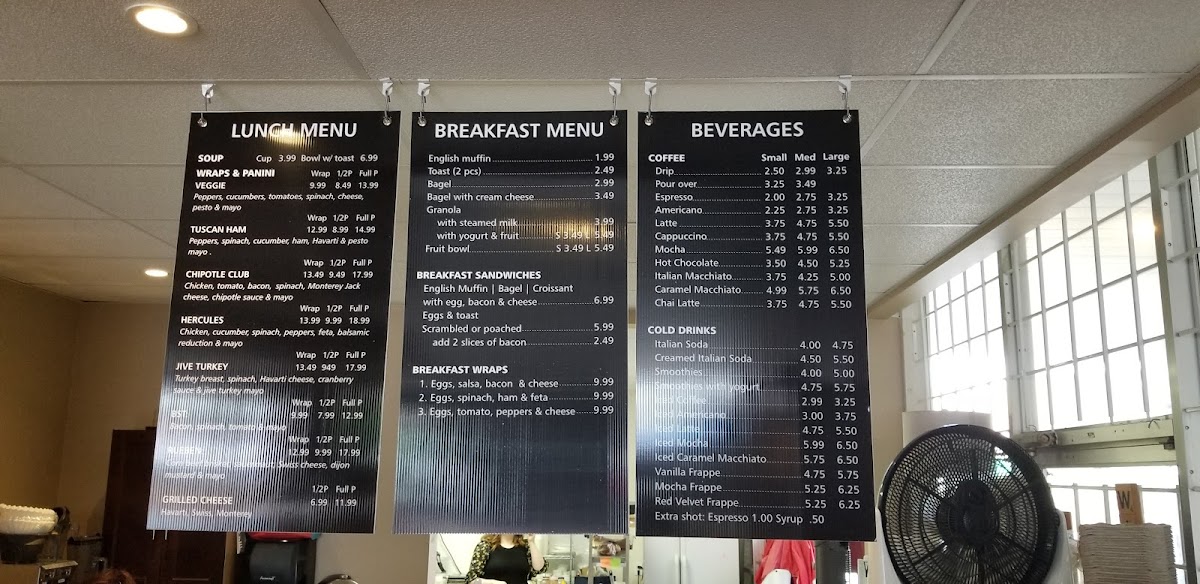 LUNCH MENU
SOUP Cup 3.99 Bowl w/ toast 6.99
WRAPS & PANINI Wrap 1/2P Full P
VEGGIE 9.99 8.49 13.99
Peppers, cucumbers, tomatoes, spinach, cheese,
pesto & mayo
Wrap 1/2P Full P
TUSCAN HAM 12.99 8.99 14.99
Peppers, spinach, cucumber, ham, Havarti & pesto
mayo .
Wrap 1/2P Full P
CHIPOTLE CLUB 13.49 9.49 17.99
Chicken, tomato, bacon, spinach, Monterey Jack
cheese, chipotle sauce & mayo
Wrap 1/2P Full P
HERCULES 13.99 9.99 18.99
Chicken, cucumber, spinach, peppers, feta, balsamic
reduction & mayo
Wrap 1/2P Full P
JIVE TURKEY 13.49 949 17.99
Turkey breast, spinach, Havarti cheese, cranberry
sauce & jive turkey mayo
Wrap 1/2P Full P
BST 9.99 7.99 12.99
Bacon, spinach, tomato & mayo
Wrap 1/2P Full P
RUEBEN 12.99 9.99 17.99
Swiss cheese, dijon
mustard & mayo
1/2P Full P
GRILLED CHEESE 6.99 11.99
Havarti, Swiss, Monterey
BREAKFAST MENU
English muffin 1.99
Toast (2 pcs) 2.49
Bagel 2.99
Bagel with cream cheese 3.49
Granola
with steamed milk 3.99
with yogurt & fruit S 3.49 L 5.49
Fruit bowl S 3.49 L 5.49
BREAKFAST SANDWICHES
English Muffin | Bagel | Croissant
with egg, bacon & cheese 6.99
Eggs & toast
Scrambled or poached 5.99
add 2 slices of bacon 2.49
BREAKFAST WRAPS
1. Eggs, salsa, bacon & cheese 9.99
2. Eggs, spinach, ham & feta 9.99
3. Eggs, tomato, peppers & cheese 9.99
BEVERAGES
COFFEE Small Med Large
Drip 2.50 2.99 3.25
Pour over 3.25 3.49
Espresso 2.00 2.75 3.25
Americano 2.25 2.75 3.25
Latte 3.75 4.75 5.50
Cappuccino 3.75 4.75 5.50
Mocha 5.49 5.99 6.50
Hot Chocolate 3.50 4.50 5.25
Italian Macchiato 3.75 4.25 5.00
Caramel Macchiato 4.99 5.75 6.50
Chai Latte 3.75 4.75 5.50
COLD DRINKS
Italian Soda 4.00 4.75
Creamed Italian Soda 4.50 5.50
Smoothies 4.00 5.00
Smoothies with yogurt 4.75 5.75
Iced Coffee 2.99 3.25
Iced Americano 3.00 3.75
Iced Latte 4.75 5.50
Iced Mocha 5.99 6.50
Iced Caramel Macchiato 5.75 6.50
Vanilla Frappe 4.75 5.75
Mocha Frappe 5.25 6.25
Red Velvet Frappe 5.25 6.25
Extra shot: Espresso 1.00 Syrup .50
W